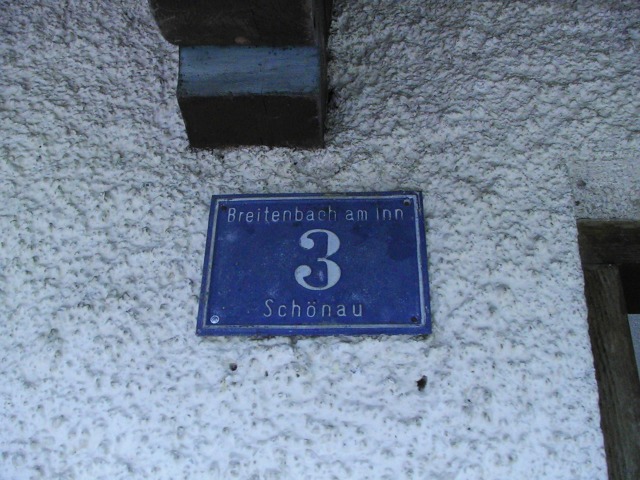 Breitenbach am Inn
3
Schönau